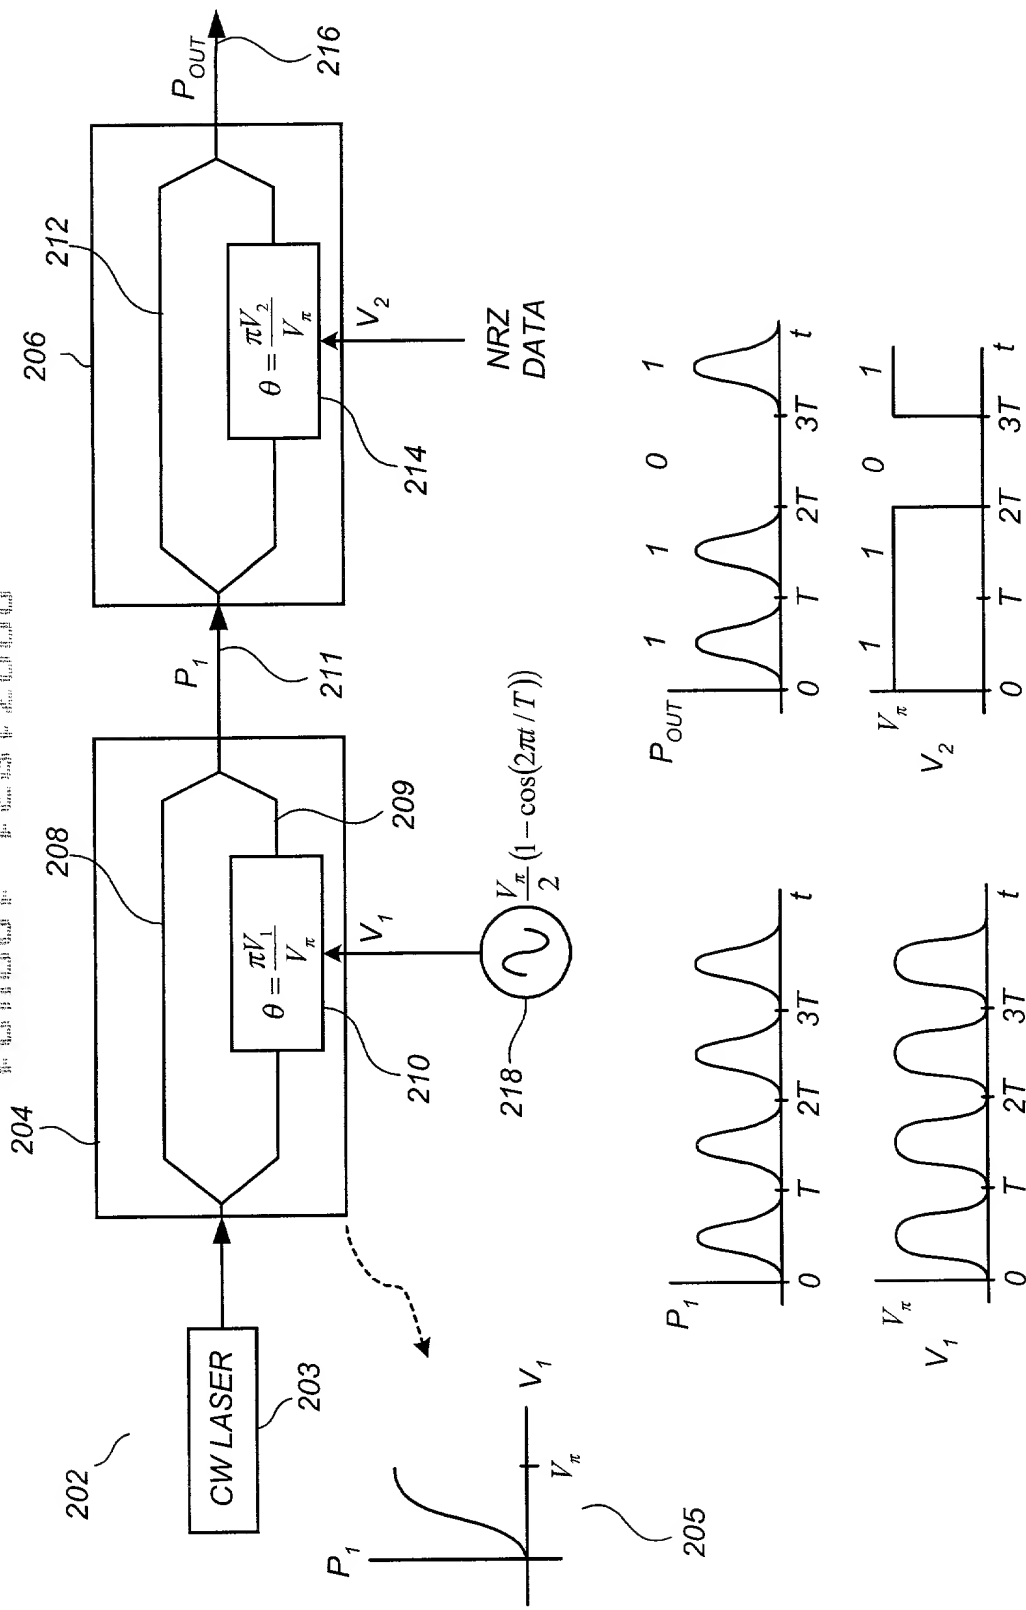 202
CW LASER
203
204
208
209
θ = πV₁/Vπ
210
V₁
218
Vπ/2 (1 − cos(2πt / T))
P₁
211
206
212
θ = πV₂/Vπ
214
V₂
NRZ
DATA
P_OUT
216
P₁
V₁
Vπ
205
P₁
0
T
2T
3T
t
Vπ
V₁
0
T
2T
3T
t
P_OUT
1
1
0
1
0
T
2T
3T
t
Vπ
V₂
1
1
0
1
0
T
2T
3T
t